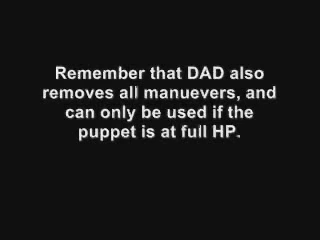 Remember that DAD also
removes all manuevers, and
can only be used if the
puppet is at full HP.